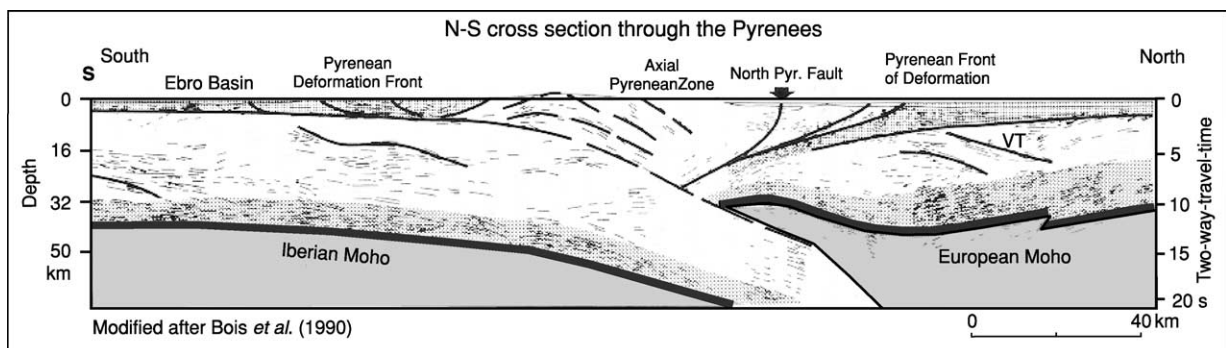 N-S cross section through the Pyrenees
South
North
S
Ebro Basin
Pyrenean
Deformation Front
Axial
PyreneanZone
North Pyr. Fault
Pyrenean Front
of Deformation
0
16
32
50
km
Depth
0
5
10
15
20 s
Two-way-travel-time
VT
Iberian Moho
European Moho
Modified after Bois et al. (1990)
0
40 km